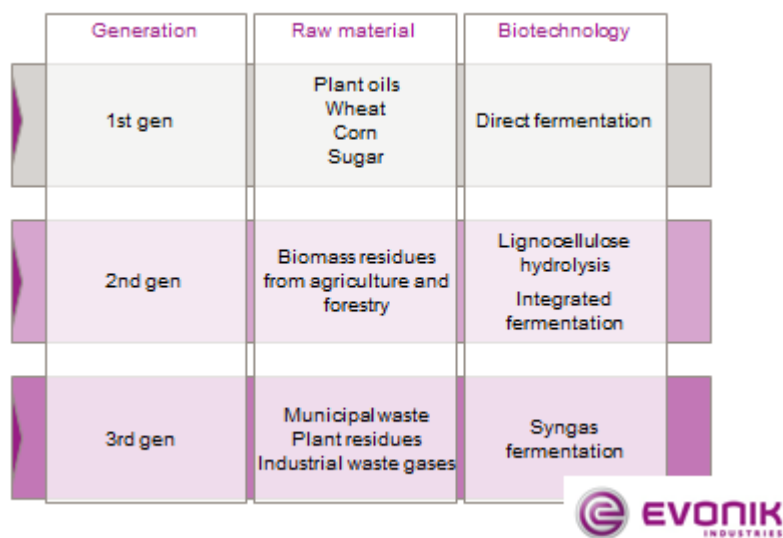 Generation
Raw material
Biotechnology
1st gen
Plant oils
Wheat
Corn
Sugar
Direct fermentation
2nd gen
Biomass residues
from agriculture and
forestry
Lignocellulose
hydrolysis
Integrated
fermentation
3rd gen
Municipal waste
Plant residues
Industrial waste gases
Syngas
fermentation
EVONIK
INDUSTRIES